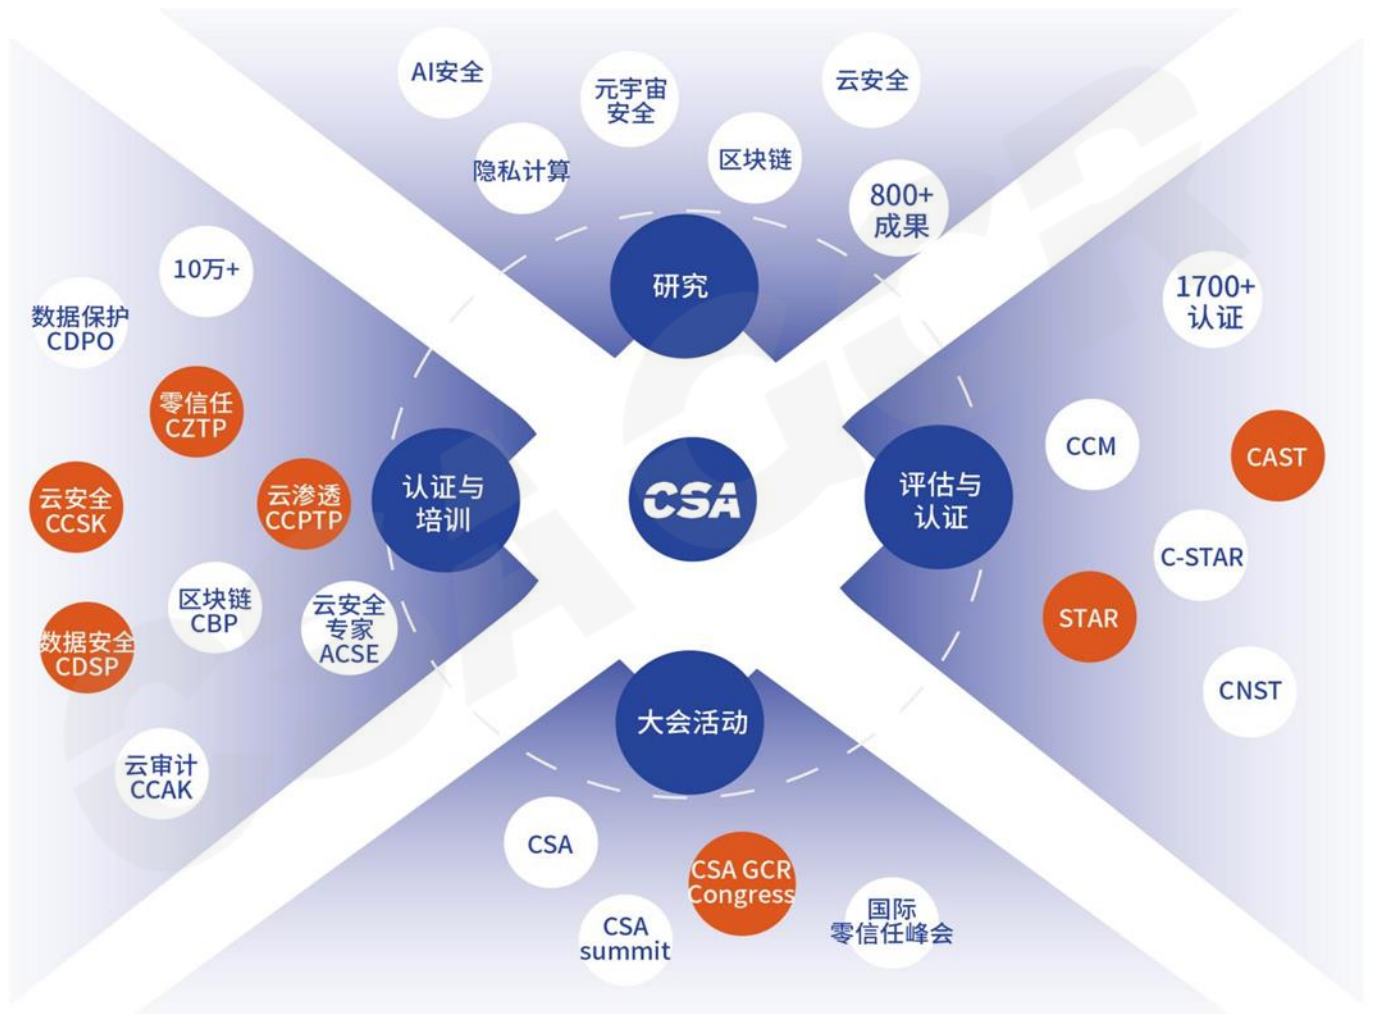 AI安全
元宇宙
安全
云安全
隐私计算
区块链
800+
成果
研究
10万+
数据保护
CDPO
零信任
CZTP
云安全
CCSK
云渗透
CCPTP
认证与
培训
区块链
CBP
云安全
专家
ACSE
数据安全
CDSP
云审计
CCAK
CSA
评估与
认证
1700+
认证
CCM
CAST
C-STAR
STAR
CNST
大会活动
CSA
CSA GCR
Congress
CSA
summit
国际
零信任峰会
CSA GCR